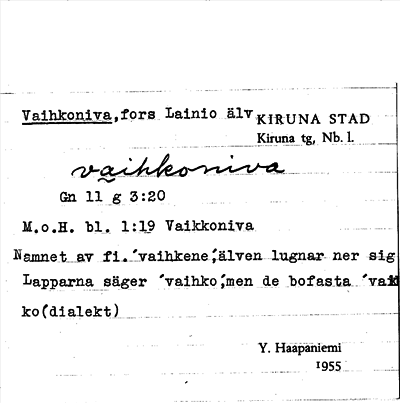 Vaihkoniva,fors Lainio älv
KIRUNA STAD
Kiruna tg, Nb. l.
vaihkoniva
Gn 11 g 3:20
M.o.H. bl. 1:19 Vaikkoniva
Namnet av fi.´vaihkene´,älven lugnar ner sig
Lapparna säger ´vaihko´,men de bofasta ´vaik
ko(dialekt)
Y. Haapaniemi
1955